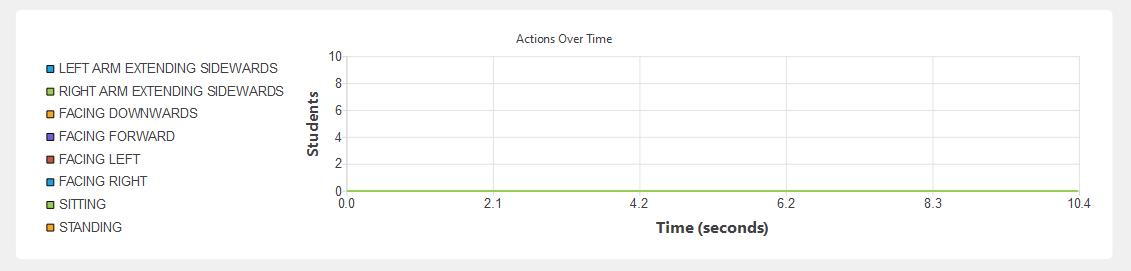 Actions Over Time
LEFT ARM EXTENDING SIDEWARDS
RIGHT ARM EXTENDING SIDEWARDS
FACING DOWNWARDS
FACING FORWARD
FACING LEFT
FACING RIGHT
SITTING
STANDING
Students
10
8
6
4
2
0
0.0 2.1 4.2 6.2 8.3 10.4
Time (seconds)